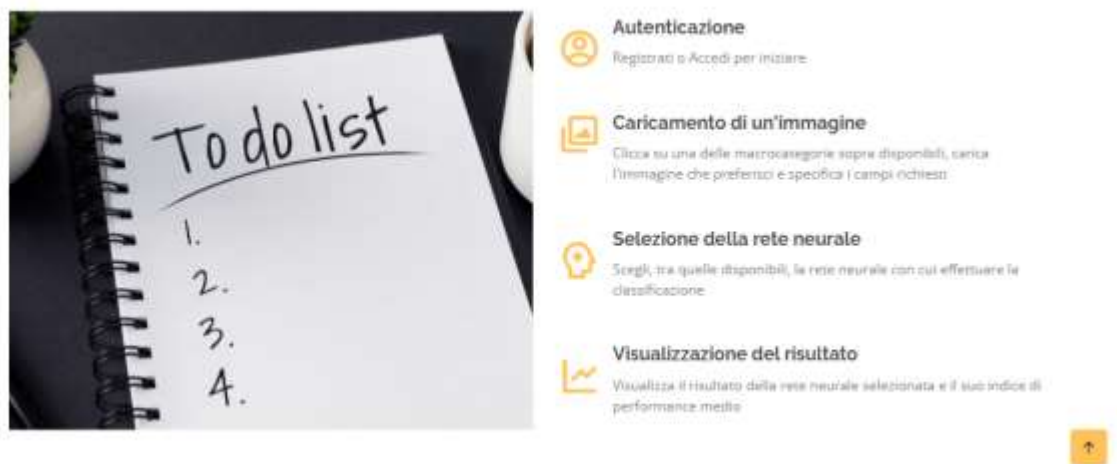 To do list
1.
2.
3.
4.
Autenticazione
Registrati o Accedi per iniziare
Caricamento di un'immagine
Clicca su una delle macrocategorie sopra disponibili, carica
l'immagine che preferisci e specifica i campi richiesti
Selezione della rete neurale
Scegli, tra quelle disponibili, la rete neurale con cui effettuare la
classificazione
Visualizzazione del risultato
Visualizza il risultato della rete neurale selezionata e il suo indice di
performance medio